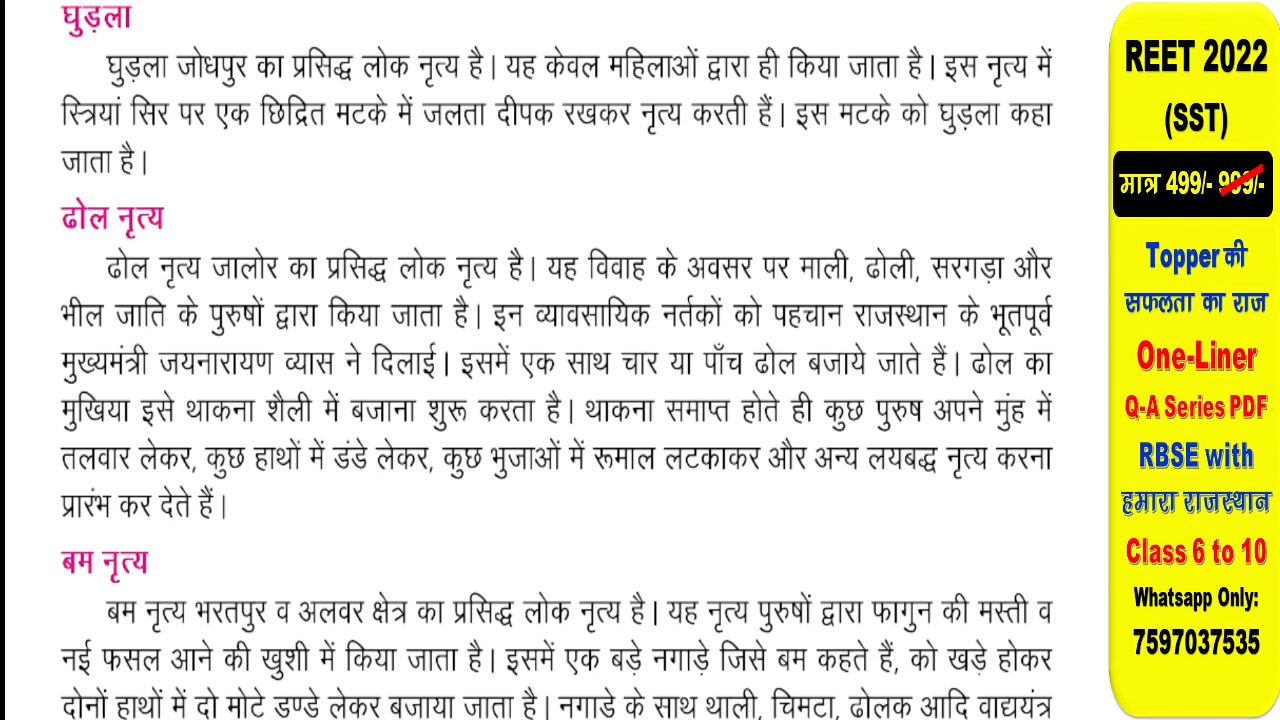 घुड़ला
घुड़ला जोधपुर का प्रसिद्ध लोक नृत्य है। यह केवल महिलाओं द्वारा ही किया जाता है। इस नृत्य में
स्त्रियां सिर पर एक छिद्रित मटके में जलता दीपक रखकर नृत्य करती हैं। इस मटके को घुड़ला कहा
जाता है।
ढोल नृत्य
ढोल नृत्य जालोर का प्रसिद्ध लोक नृत्य है। यह विवाह के अवसर पर माली, ढोली, सरगड़ा और
भील जाति के पुरुषों द्वारा किया जाता है। इन व्यावसायिक नर्तकों को पहचान राजस्थान के भूतपूर्व
मुख्यमंत्री जयनारायण व्यास ने दिलाई। इसमें एक साथ चार या पाँच ढोल बजाये जाते हैं। ढोल का
मुखिया इसे थाकना शैली में बजाना शुरू करता है। थाकना समाप्त होते ही कुछ पुरुष अपने मुंह में
तलवार लेकर, कुछ हाथों में डंडे लेकर, कुछ भुजाओं में रूमाल लटकाकर और अन्य लयबद्ध नृत्य करना
प्रारंभ कर देते हैं।
बम नृत्य
बम नृत्य भरतपुर व अलवर क्षेत्र का प्रसिद्ध लोक नृत्य है। यह नृत्य पुरुषों द्वारा फागुन की मस्ती व
नई फसल आने की खुशी में किया जाता है। इसमें एक बड़े नगाड़े जिसे बम कहते हैं, को खड़े होकर
दोनों हाथों में दो मोटे डण्डे लेकर बजाया जाता है। नगाडे के साथ थाली, चिमटा, ढोलक आदि वाद्ययंत्र
REET 2022
(SST)
मात्र 499/- 999/-
Topper की
सफलता का राज
One-Liner
Q-A Series PDF
RBSE with
हमारा राजस्थान
Class 6 to 10
Whatsapp Only:
7597037535